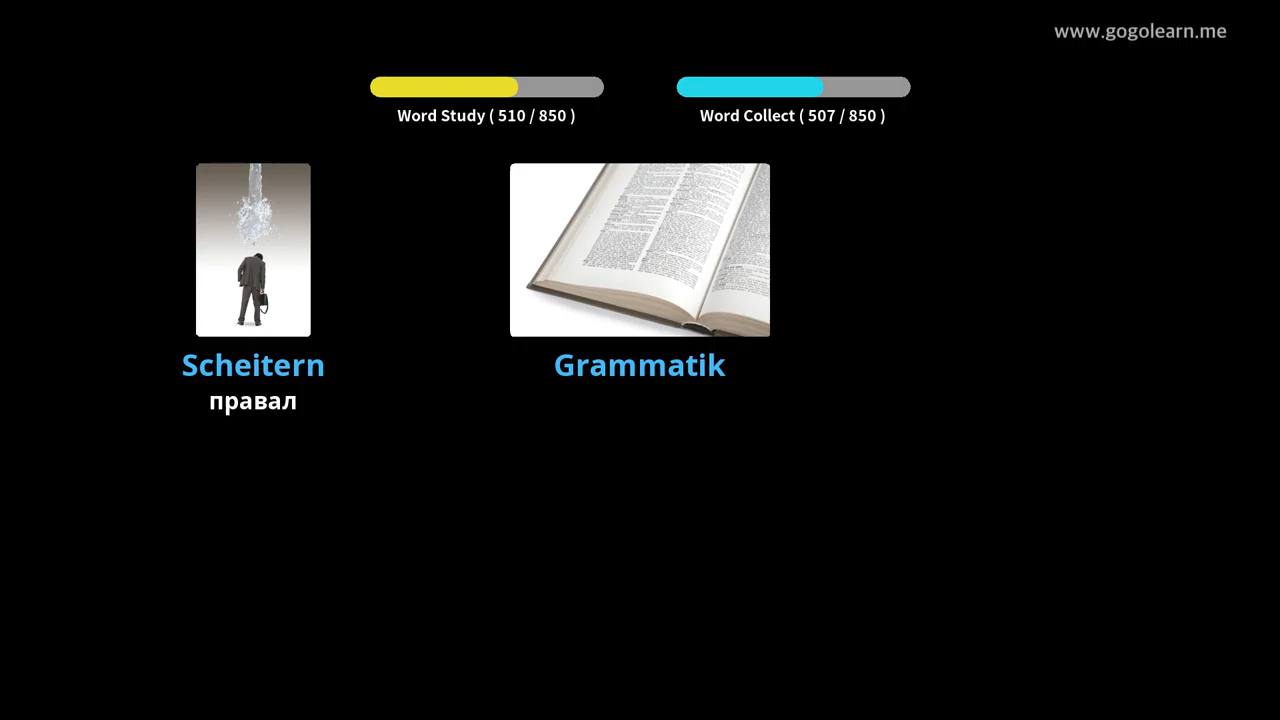 www.gogolearn.me
Word Study ( 510 / 850 )
Word Collect ( 507 / 850 )
Scheitern
правал
Grammatik